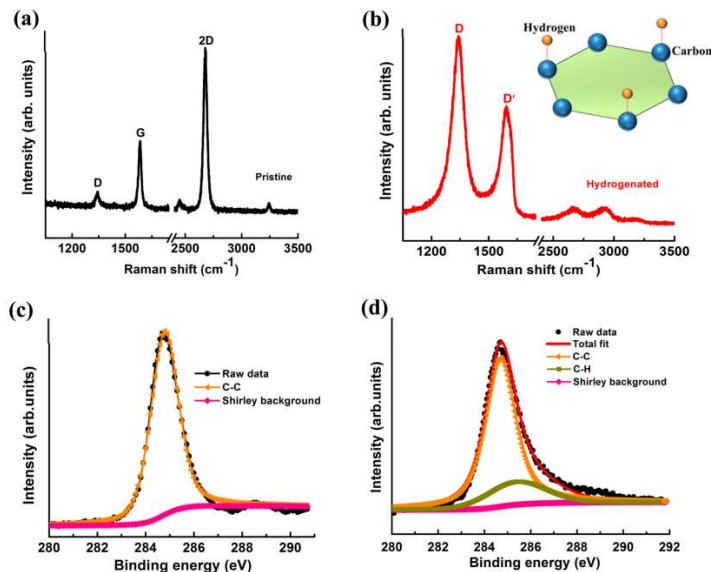 (a)
2D
G
D
Pristine
Intensity (arb. units)
1200 1500 2500 3000 3500
Raman shift (cm-1)
(b)
D
D′
Hydrogen
Carbon
Hydrogenated
Intensity (arb. units)
1200 1500 2500 3000 3500
Raman shift (cm-1)
(c)
Raw data
C-C
Shirley background
Intensity (arb.units)
280 282 284 286 288 290
Binding energy (eV)
(d)
Raw data
Total fit
C-C
C-H
Shirley background
Intensity (arb.units)
280 282 284 286 288 290 292
Binding energy (eV)